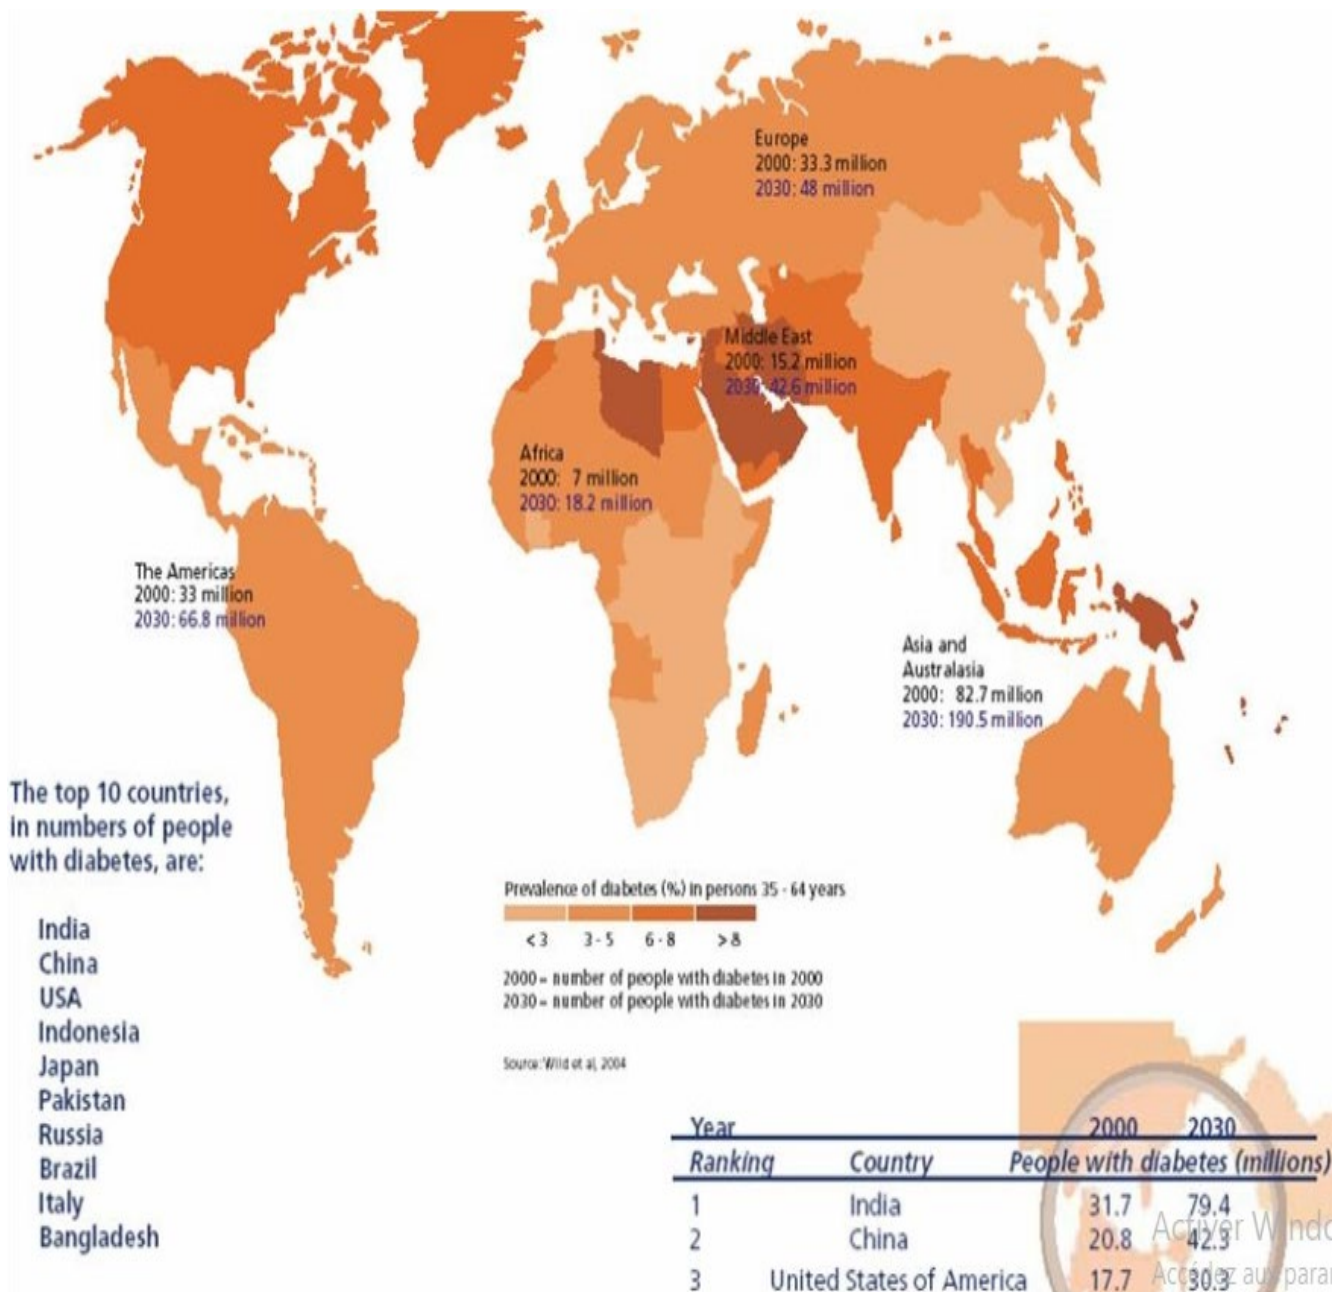 Europe
2000: 33.3 million
2030: 48 million
Middle East
2000: 15.2 million
2030: 42.6 million
Africa
2000: 7 million
2030: 18.2 million
The Americas
2000: 33 million
2030: 66.8 million
Asia and
Australasia
2000: 82.7 million
2030: 190.5 million
The top 10 countries,
in numbers of people
with diabetes, are:
India
China
USA
Indonesia
Japan
Pakistan
Russia
Brazil
Italy
Bangladesh
Prevalence of diabetes (%) in persons 35 - 64 years
< 3 3 - 5 6 - 8 > 8
2000 = number of people with diabetes in 2000
2030 = number of people with diabetes in 2030
Source: Wild et al, 2004
Year 2000 2030
Ranking Country People with diabetes (millions)
1 India 31.7 79.4
2 China 20.8 42.3
3 United States of America 17.7 30.3
Activer Windo
Accédez aux param